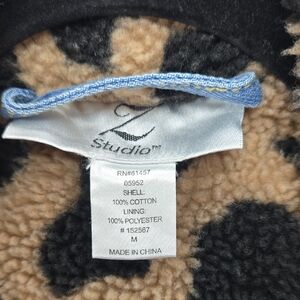 Z
Studio™
RN#61457
05952
SHELL:
100% COTTON
LINING:
100% POLYESTER
# 152567
M
MADE IN CHINA